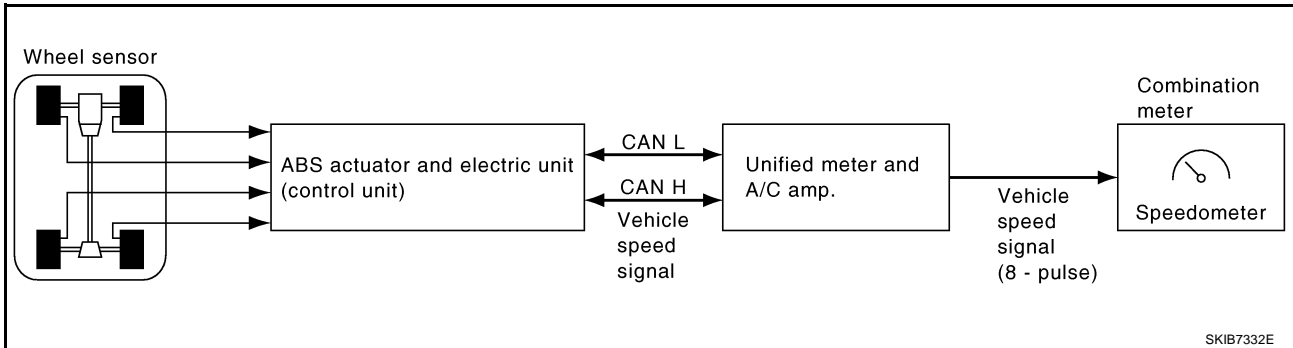 Wheel sensor
ABS actuator and electric unit
(control unit)
CAN L
CAN H
Vehicle
speed
signal
Unified meter and
A/C amp.
Vehicle
speed
signal
(8 - pulse)
Combination
meter
Speedometer
SKIB7332E